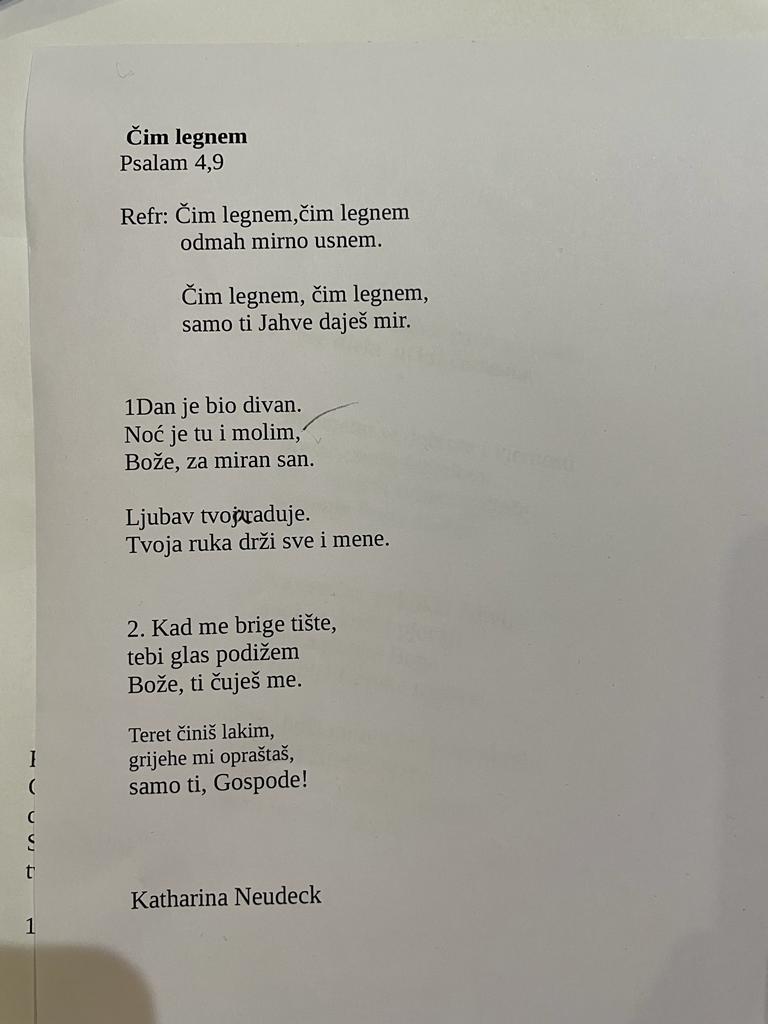 Čim legnem
Psalam 4,9
Refr: Čim legnem,čim legnem
odmah mirno usnem.
Čim legnem, čim legnem,
samo ti Jahve daješ mir.
1Dan je bio divan.
Noć je tu i molim,
Bože, za miran san.
Ljubav tvoja raduje.
Tvoja ruka drži sve i mene.
2. Kad me brige tište,
tebi glas podižem
Bože, ti čuješ me.
Teret činiš lakim,
grijehe mi opraštaš,
samo ti, Gospode!
Katharina Neudeck